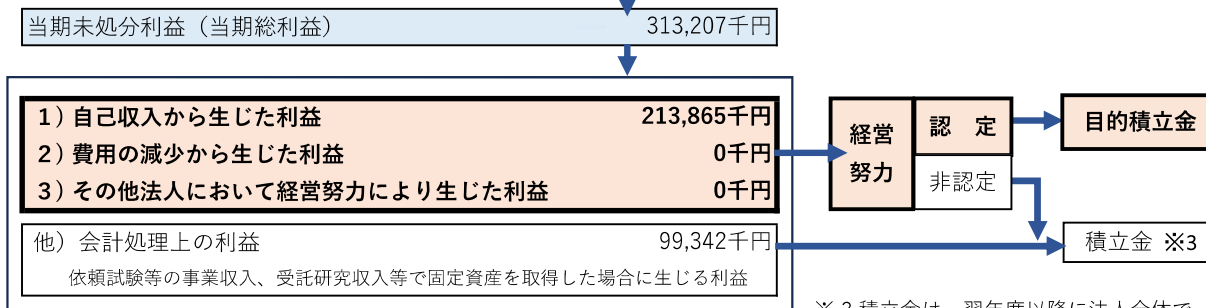 当期未処分利益（当期総利益） 313,207千円
1）自己収入から生じた利益 213,865千円
2）費用の減少から生じた利益 0千円
3）その他法人において経営努力により生じた利益 0千円
経営
努力
認　定
非認定
目的積立金
他）会計処理上の利益 99,342千円
依頼試験等の事業収入、受託研究収入等で固定資産を取得した場合に生じる利益
積立金 ※3